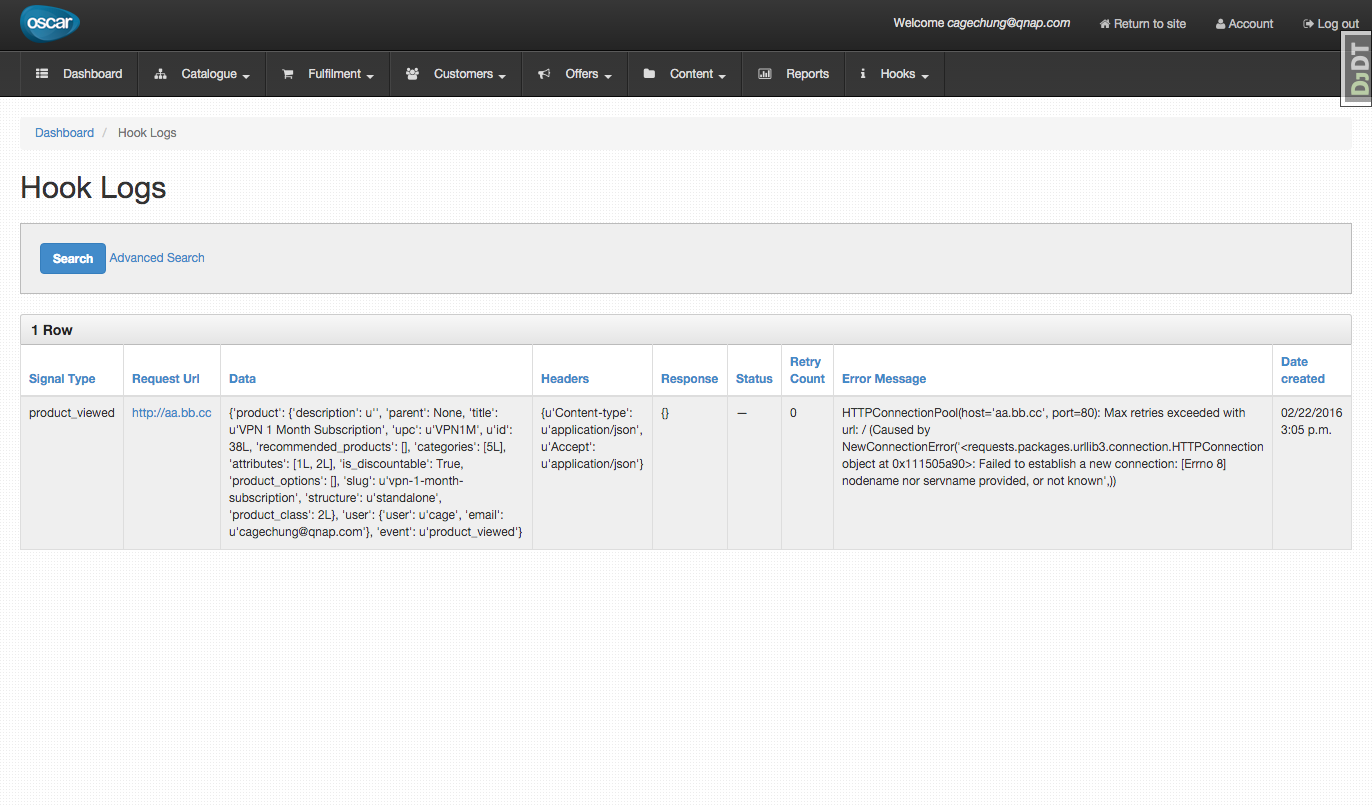 oscar
Welcome cagechung@qnap.com Return to site Account Log out
DjDT
Dashboard Catalogue Fulfilment Customers Offers Content Reports Hooks
Dashboard / Hook Logs
Hook Logs
Search Advanced Search
1 Row
Signal Type Request Url Data Headers Response Status Retry Count Error Message Date created
product_viewed
http://aa.bb.cc
{'product': {'description': u'', 'parent': None, 'title':
u'VPN 1 Month Subscription', 'upc': u'VPN1M', u'id':
38L, 'recommended_products': [], 'categories': [5L],
'attributes': [1L, 2L], 'is_discountable': True,
'product_options': [], 'slug': u'vpn-1-month-
subscription', 'structure': u'standalone',
'product_class': 2L}, 'user': {'user': u'cage', 'email':
u'cagechung@qnap.com'}, 'event': u'product_viewed'}
{u'Content-type':
u'application/json',
u'Accept':
u'application/json'}
{}
—
0
HTTPConnectionPool(host='aa.bb.cc', port=80): Max retries exceeded with
url: / (Caused by
NewConnectionError('<requests.packages.urllib3.connection.HTTPConnection
object at 0x111505a90>: Failed to establish a new connection: [Errno 8]
nodename nor servname provided, or not known',))
02/22/2016
3:05 p.m.